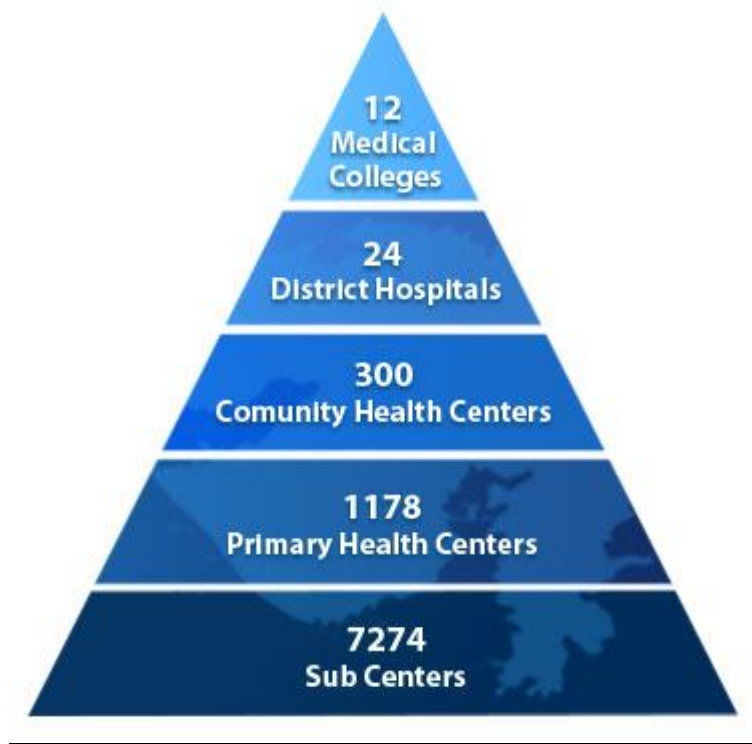 12
Medical
Colleges
24
District Hospitals
300
Comunity Health Centers
1178
Primary Health Centers
7274
Sub Centers